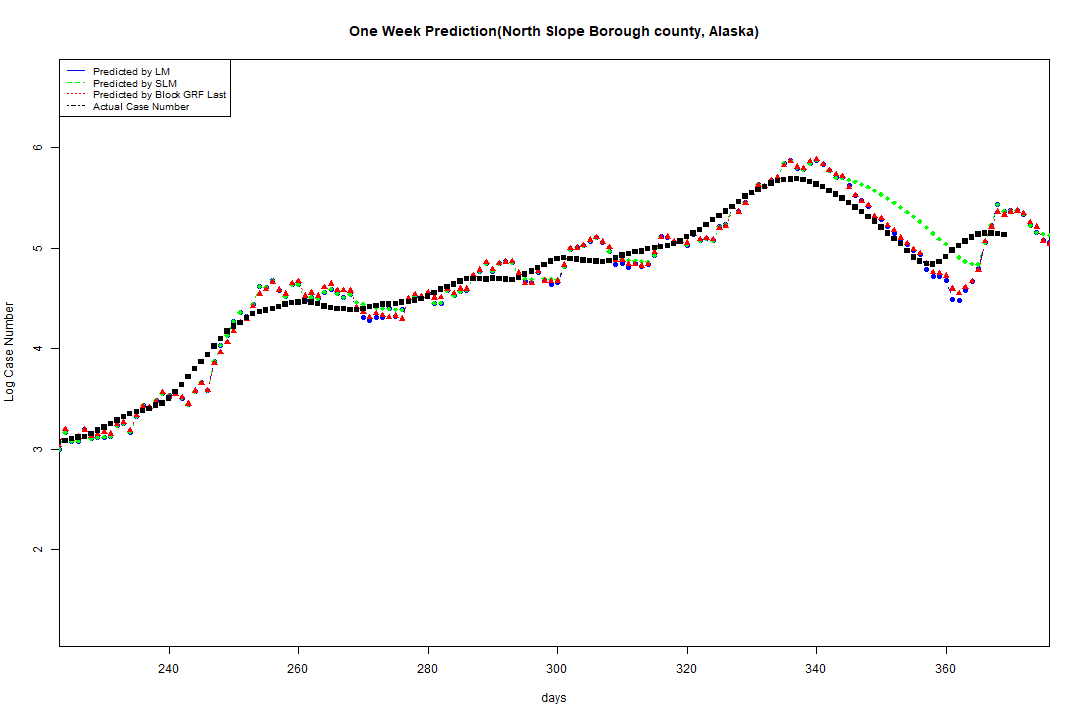 One Week Prediction(North Slope Borough county, Alaska)
Predicted by LM
Predicted by SLM
Predicted by Block GRF Last
Actual Case Number
6
5
4
3
2
Log Case Number
240 260 280 300 320 340 360
days